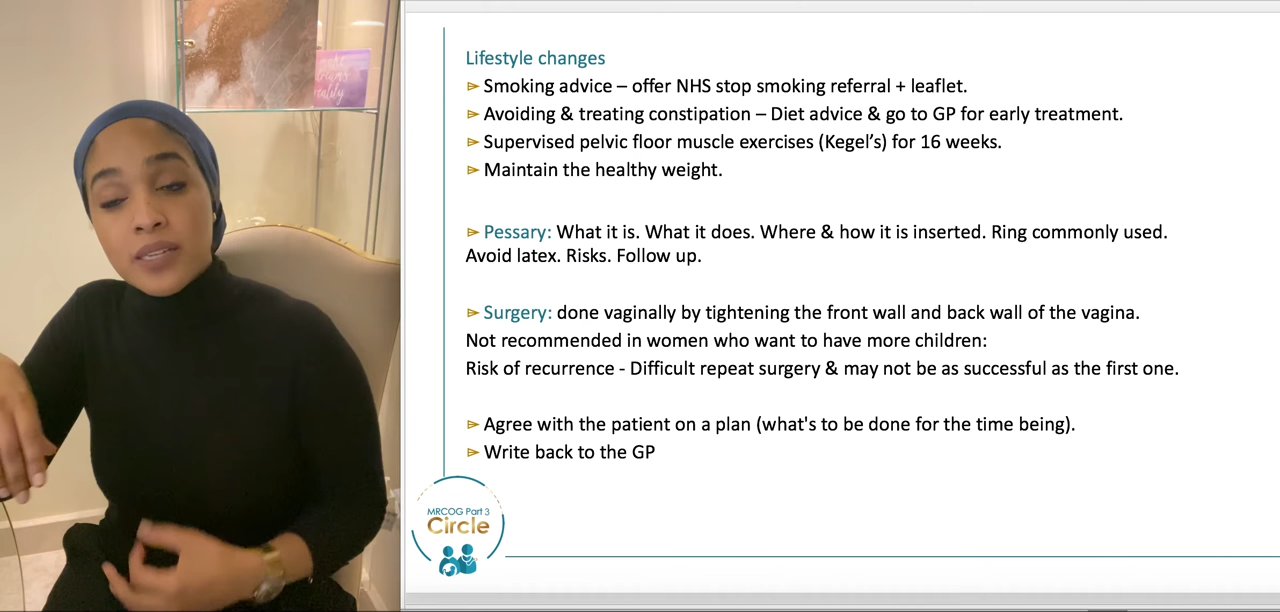 Lifestyle changes
Smoking advice – offer NHS stop smoking referral + leaflet.
Avoiding & treating constipation – Diet advice & go to GP for early treatment.
Supervised pelvic floor muscle exercises (Kegel’s) for 16 weeks.
Maintain the healthy weight.
Pessary: What it is. What it does. Where & how it is inserted. Ring commonly used.
Avoid latex. Risks. Follow up.
Surgery: done vaginally by tightening the front wall and back wall of the vagina.
Not recommended in women who want to have more children:
Risk of recurrence - Difficult repeat surgery & may not be as successful as the first one.
Agree with the patient on a plan (what's to be done for the time being).
Write back to the GP
MRCOG Part 3
Circle